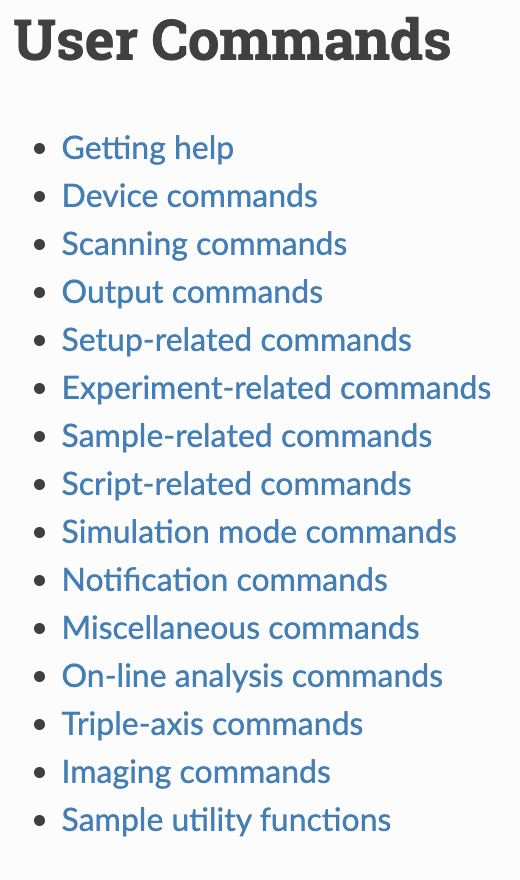 User Commands
Getting help
Device commands
Scanning commands
Output commands
Setup-related commands
Experiment-related commands
Sample-related commands
Script-related commands
Simulation mode commands
Notification commands
Miscellaneous commands
On-line analysis commands
Triple-axis commands
Imaging commands
Sample utility functions